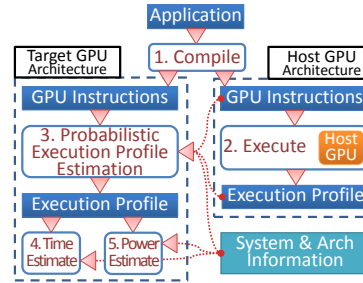 Application
1. Compile
Target GPU
Architecture
Host GPU
Architecture
GPU Instructions
GPU Instructions
3. Probabilistic
Execution Profile
Estimation
2. Execute
Host
GPU
Execution Profile
Execution Profile
4. Time
Estimate
5. Power
Estimate
System & Arch
Information